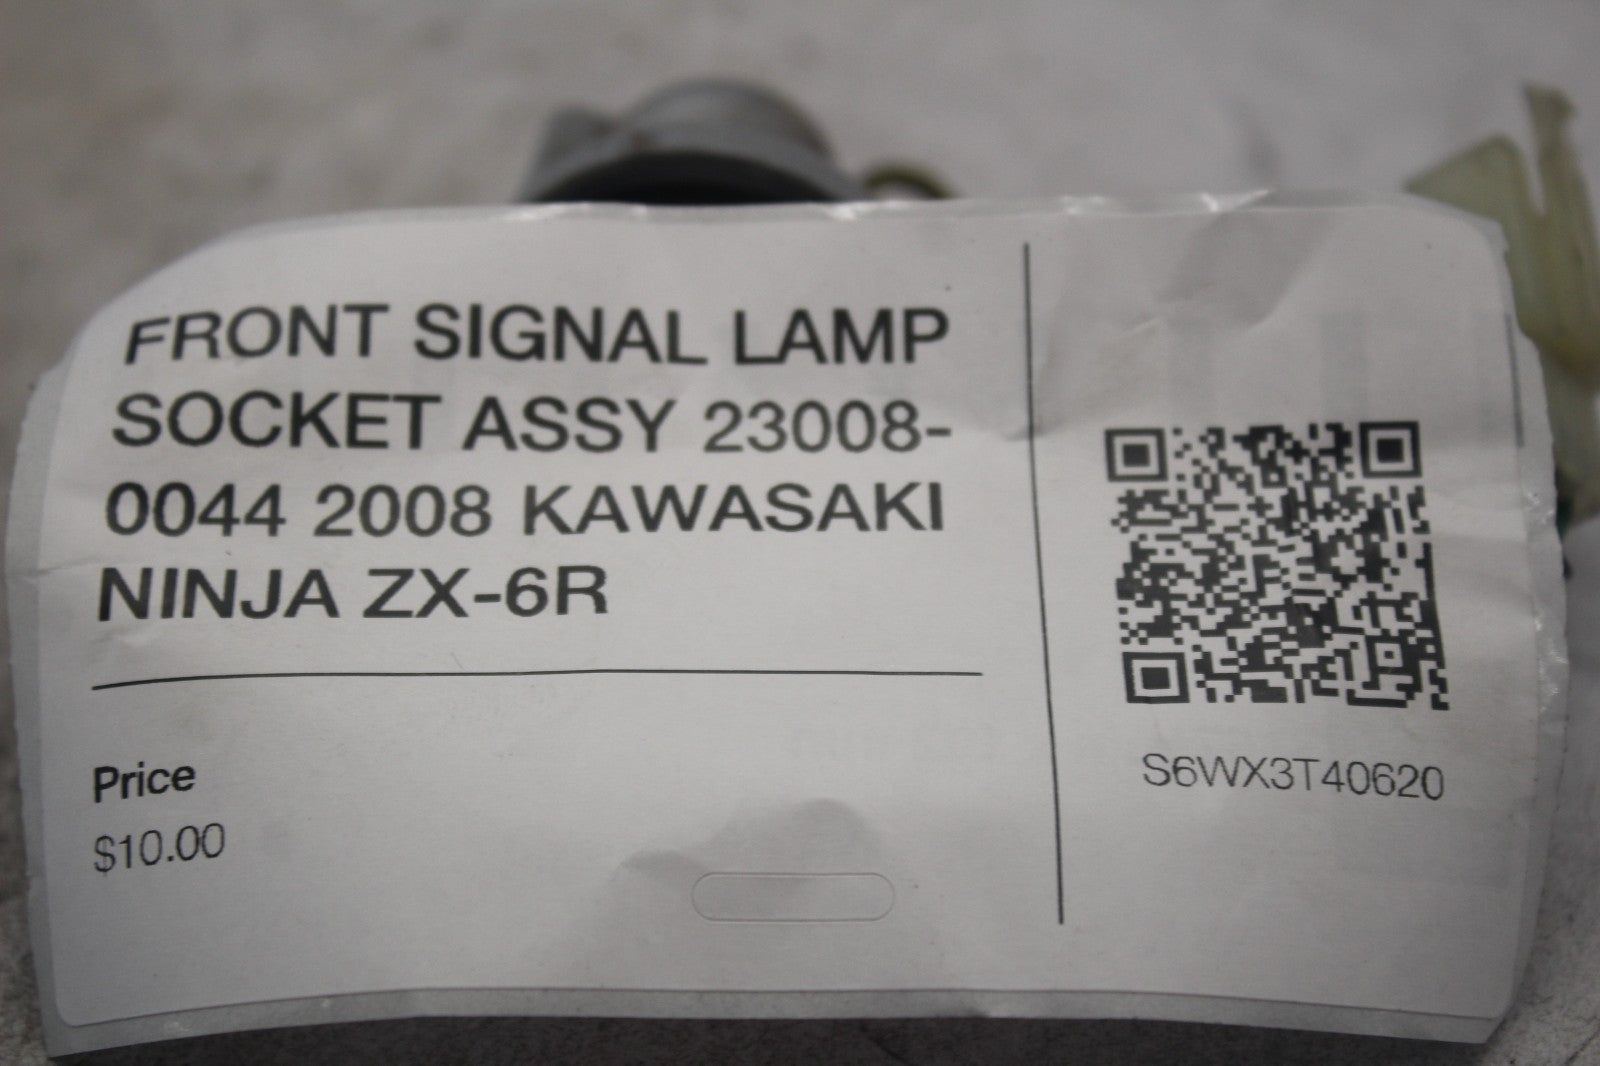 FRONT SIGNAL LAMP
SOCKET ASSY 23008-
0044 2008 KAWASAKI
NINJA ZX-6R
Price
$10.00
S6WX3T40620